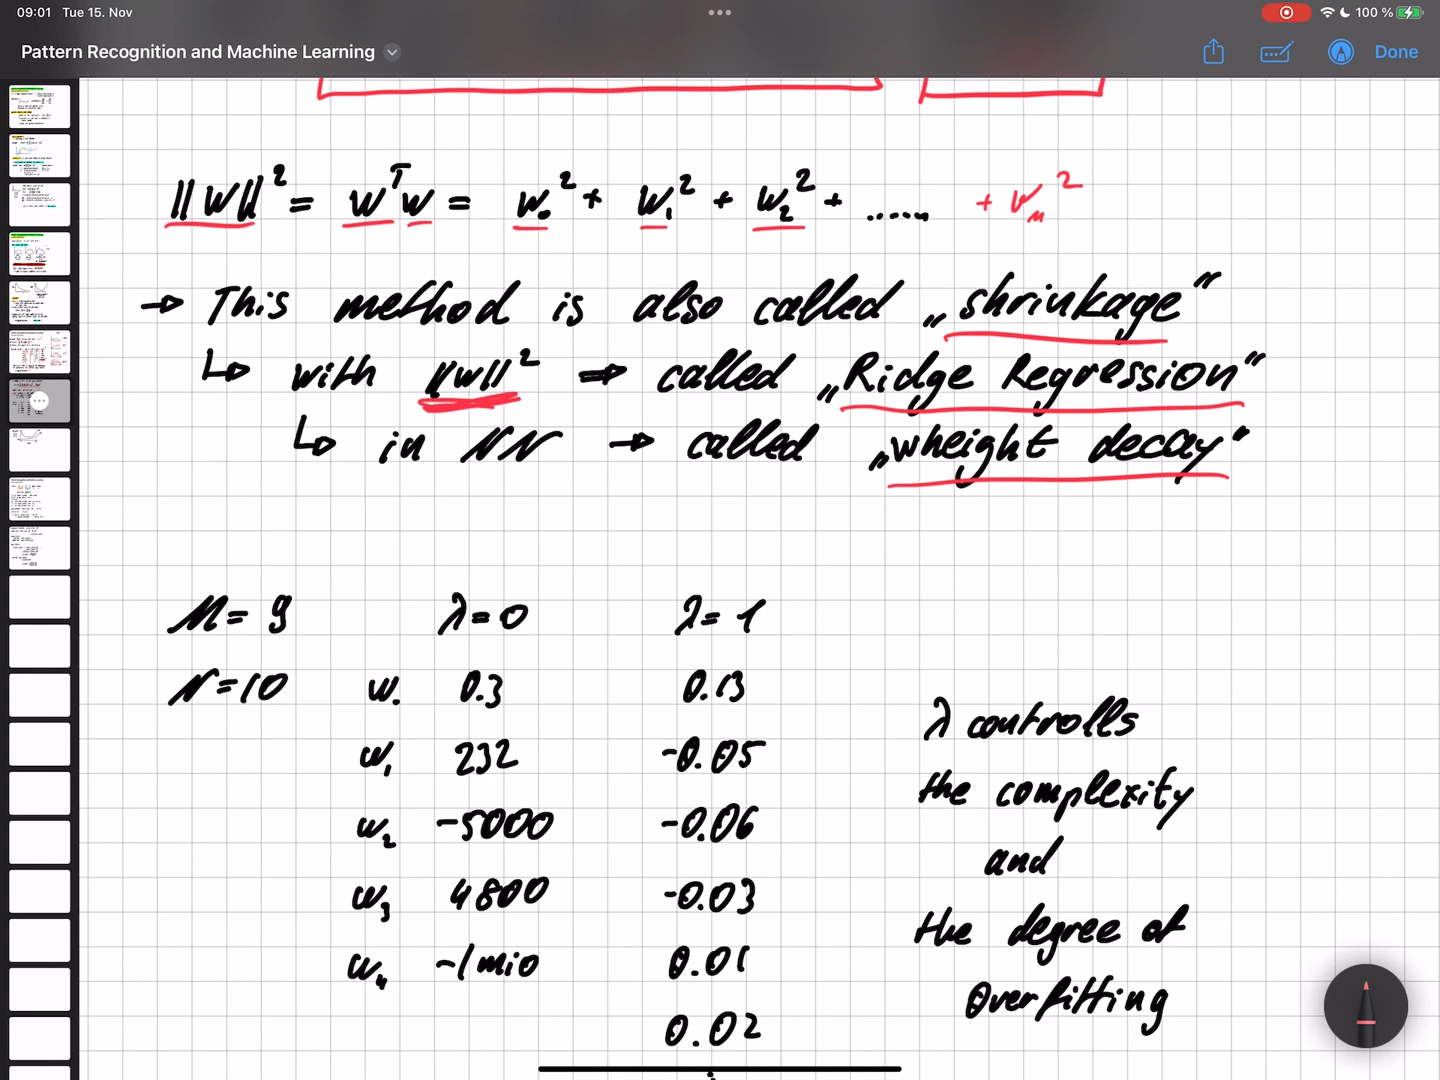 09:01 Tue 15. Nov
100 %
Pattern Recognition and Machine Learning
Done
||w||² = wᵀw = w₀² + w₁² + w₂² + ..... + wₘ²
→ This method is also called „shrinkage“
↳ with ||w||² ⇒ called „Ridge Regression“
↳ in NN → called „wheight decay“
M = 9 λ = 0 λ = 1
N = 10 w₀ 0.3 0.13
w₁ 232 -0.05
w₂ -5000 -0.06
w₃ 4800 -0.03
w₄ -1mio 0.01
0.02
λ controlls
the complexity
and
the degree of
Overfitting